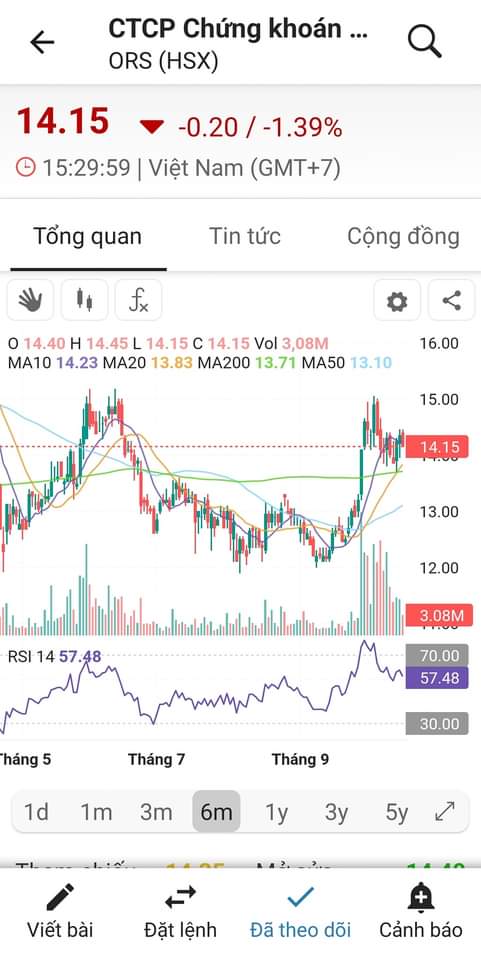 CTCP Chứng khoán ...
ORS (HSX)
14.15 -0.20 / -1.39%
15:29:59 | Việt Nam (GMT+7)
Tổng quan Tin tức Cộng đồng
fx
O 14.40 H 14.45 L 14.15 C 14.15 Vol 3,08M
MA10 14.23 MA20 13.83 MA200 13.71 MA50 13.10
16.00
15.00
14.15
13.00
12.00
3.08M
RSI 14 57.48
70.00
57.48
30.00
Tháng 5 Tháng 7 Tháng 9
1d 1m 3m 6m 1y 3y 5y
Viết bài Đặt lệnh Đã theo dõi Cảnh báo